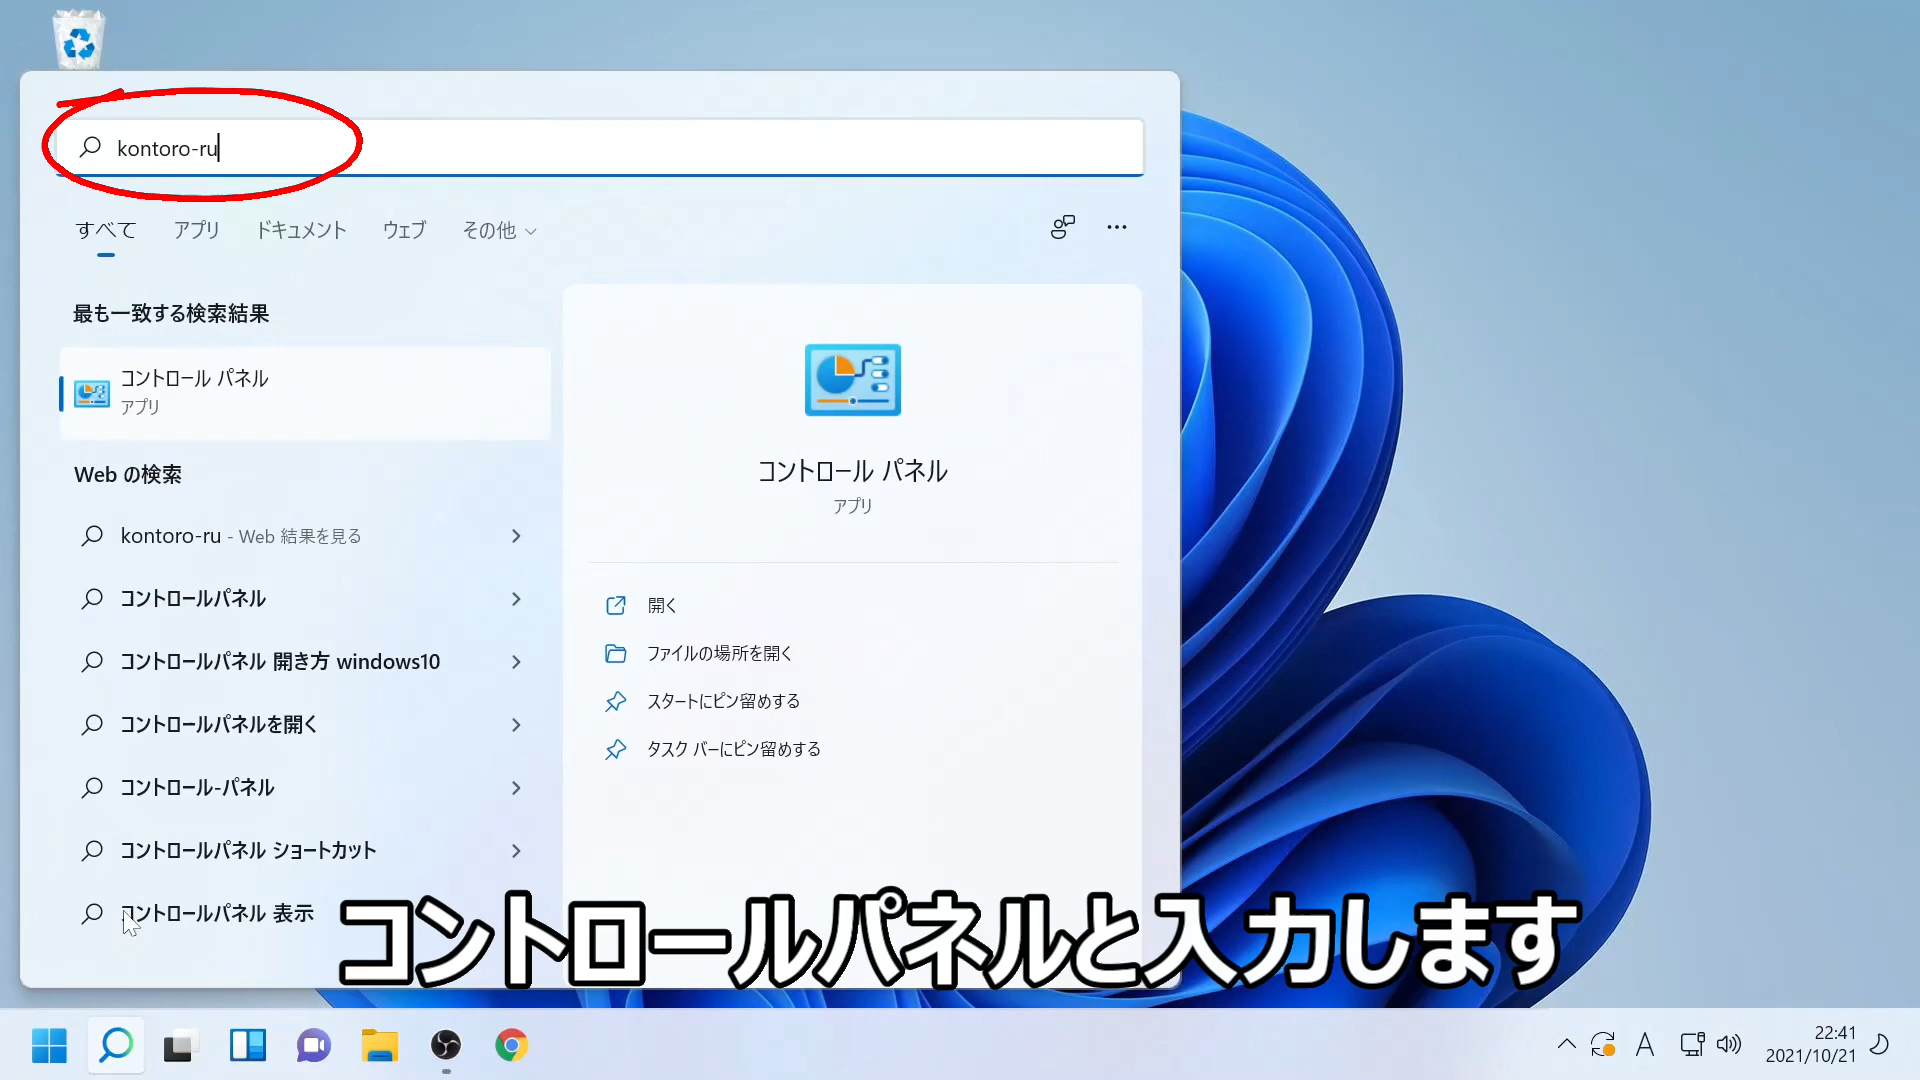 kontoro-ru
すべて アプリ ドキュメント ウェブ その他
最も一致する検索結果
コントロール パネル
アプリ
Web の検索
kontoro-ru - Web 結果を見る
コントロールパネル
コントロールパネル 開き方 windows10
コントロールパネルを開く
コントロール-パネル
コントロールパネル ショートカット
コントロールパネル 表示
コントロール パネル
アプリ
開く
ファイルの場所を開く
スタートにピン留めする
タスク バーにピン留めする
コントロールパネルと入力します
A
22:41
2021/10/21